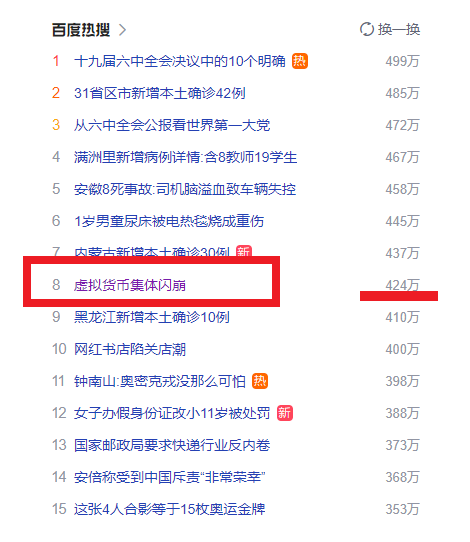 百度热搜 > 换一换
1 十九届六中全会决议中的10个明确 热 499万
2 31省区市新增本土确诊42例 485万
3 从六中全会公报看世界第一大党 472万
4 满洲里新增病例详情:含8教师19学生 467万
5 安徽8死事故:司机脑溢血致车辆失控 458万
6 1岁男童尿床被电热毯烧成重伤 445万
7 内蒙古新增本土确诊30例 新 437万
8 虚拟货币集体闪崩 424万
9 黑龙江新增本土确诊10例 410万
10 网红书店陷关店潮 400万
11 钟南山:奥密克戎没那么可怕 热 398万
12 女子办假身份证改小11岁被处罚 新 388万
13 国家邮政局要求快递行业反内卷 373万
14 安倍称受到中国斥责“非常荣幸” 368万
15 这张4人合影等于15枚奥运金牌 353万